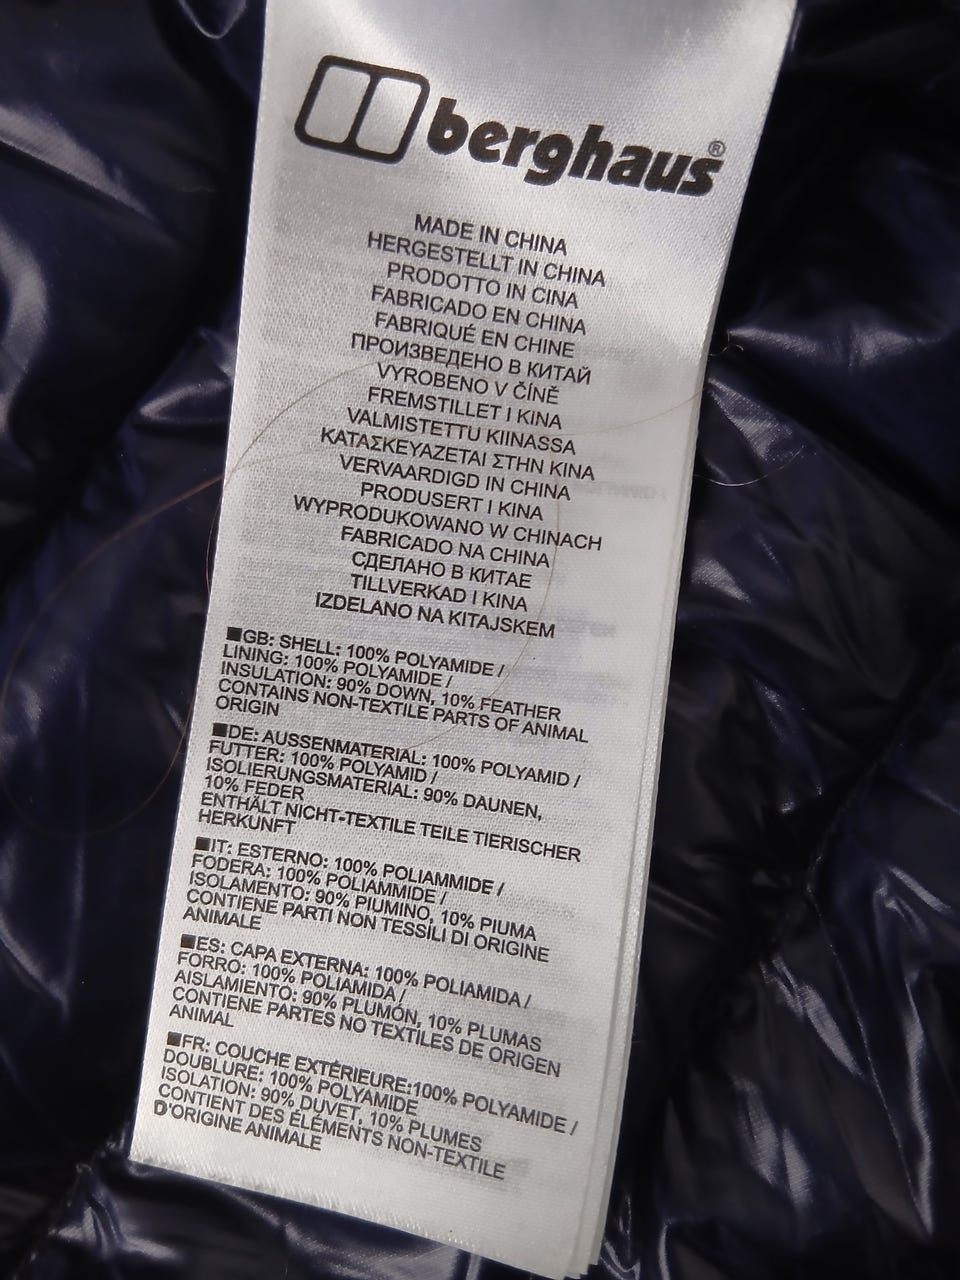 berghaus®
MADE IN CHINA
HERGESTELLT IN CHINA
PRODOTTO IN CINA
FABRICADO EN CHINA
FABRIQUÉ EN CHINE
ПРОИЗВЕДЕНО В КИТАЙ
VYROBENO V ČÍNĚ
FREMSTILLET I KINA
VALMISTETTU KIINASSA
ΚΑΤΑΣΚΕΥΑΖΕΤΑΙ ΣΤΗΝ ΚΙΝΑ
VERVAARDIGD IN CHINA
PRODUSERT I KINA
WYPRODUKOWANO W CHINACH
FABRICADO NA CHINA
СДЕЛАНО В КИТАЕ
TILLVERKAD I KINA
IZDELANO NA KITAJSKEM
■GB: SHELL: 100% POLYAMIDE /
LINING: 100% POLYAMIDE /
INSULATION: 90% DOWN, 10% FEATHER
CONTAINS NON-TEXTILE PARTS OF ANIMAL
ORIGIN
■DE: AUSSENMATERIAL: 100% POLYAMID /
FUTTER: 100% POLYAMID /
ISOLIERUNGSMATERIAL: 90% DAUNEN,
10% FEDER
ENTHÄLT NICHT-TEXTILE TEILE TIERISCHER
HERKUNFT
■IT: ESTERNO: 100% POLIAMMIDE /
FODERA: 100% POLIAMMIDE /
ISOLAMENTO: 90% PIUMINO, 10% PIUMA
CONTIENE PARTI NON TESSILI DI ORIGINE
ANIMALE
■ES: CAPA EXTERNA: 100% POLIAMIDA /
FORRO: 100% POLIAMIDA /
AISLAMIENTO: 90% PLUMÓN, 10% PLUMAS
CONTIENE PARTES NO TEXTILES DE ORIGEN
ANIMAL
■FR: COUCHE EXTÉRIEURE:100% POLYAMIDE /
DOUBLURE: 100% POLYAMIDE
ISOLATION: 90% DUVET, 10% PLUMES
CONTIENT DES ÉLÉMENTS NON-TEXTILE
D'ORIGINE ANIMALE